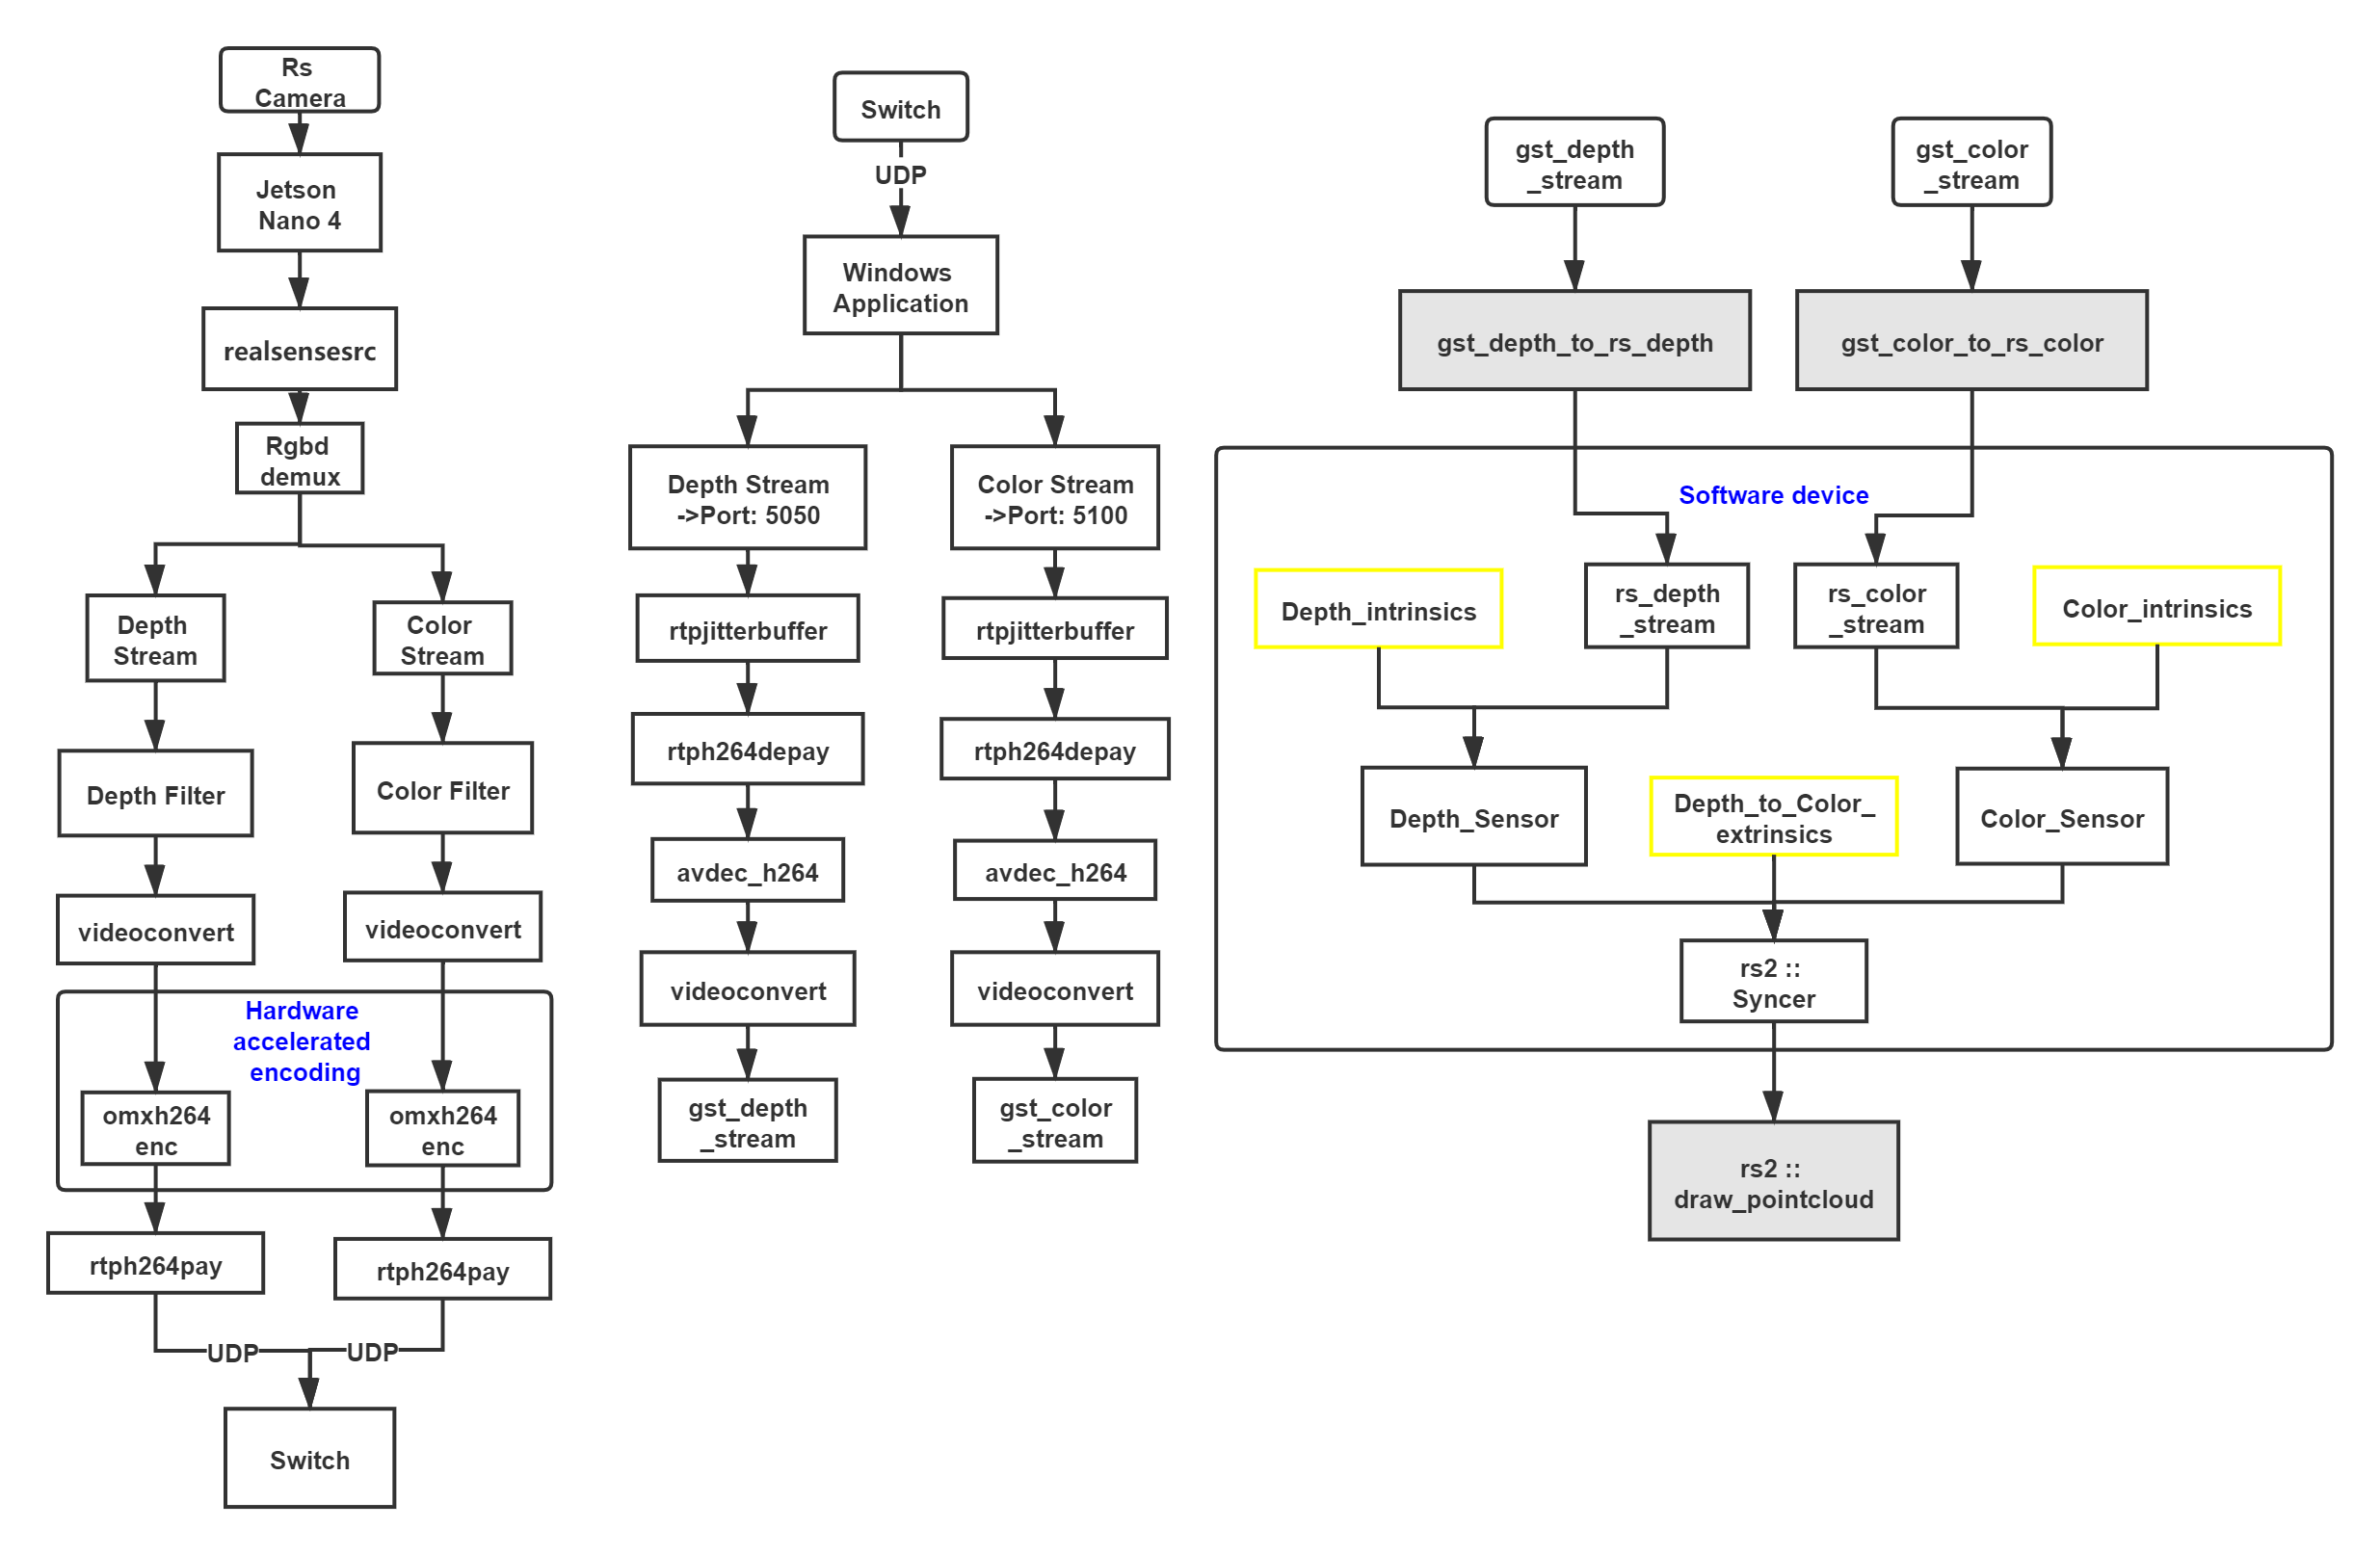 Rs
Camera
Jetson
Nano 4
realsensesrc
Rgbd
demux
Depth
Stream
Color
Stream
Depth Filter
Color Filter
videoconvert
videoconvert
Hardware
accelerated
encoding
omxh264
enc
omxh264
enc
rtph264pay
rtph264pay
UDP
UDP
Switch
Switch
UDP
Windows
Application
Depth Stream
->Port: 5050
Color Stream
->Port: 5100
rtpjitterbuffer
rtpjitterbuffer
rtph264depay
rtph264depay
avdec_h264
avdec_h264
videoconvert
videoconvert
gst_depth
_stream
gst_color
_stream
gst_depth
_stream
gst_color
_stream
gst_depth_to_rs_depth
gst_color_to_rs_color
Software device
Depth_intrinsics
rs_depth
_stream
rs_color
_stream
Color_intrinsics
Depth_Sensor
Depth_to_Color_
extrinsics
Color_Sensor
rs2 ::
Syncer
rs2 ::
draw_pointcloud